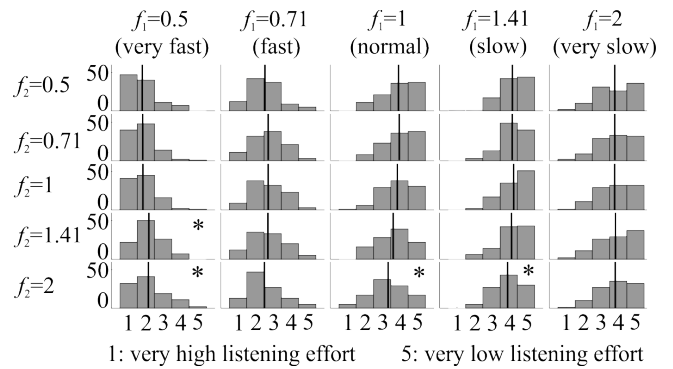 f₁=0.5 f₁=0.71 f₁=1 f₁=1.41 f₁=2
(very fast) (fast) (normal) (slow) (very slow)
50
f₂=0.5
0
50
f₂=0.71
0
50
f₂=1
0
50 *
f₂=1.41
0
50 * * *
f₂=2
0
1 2 3 4 5 1 2 3 4 5 1 2 3 4 5 1 2 3 4 5 1 2 3 4 5
1: very high listening effort 5: very low listening effort